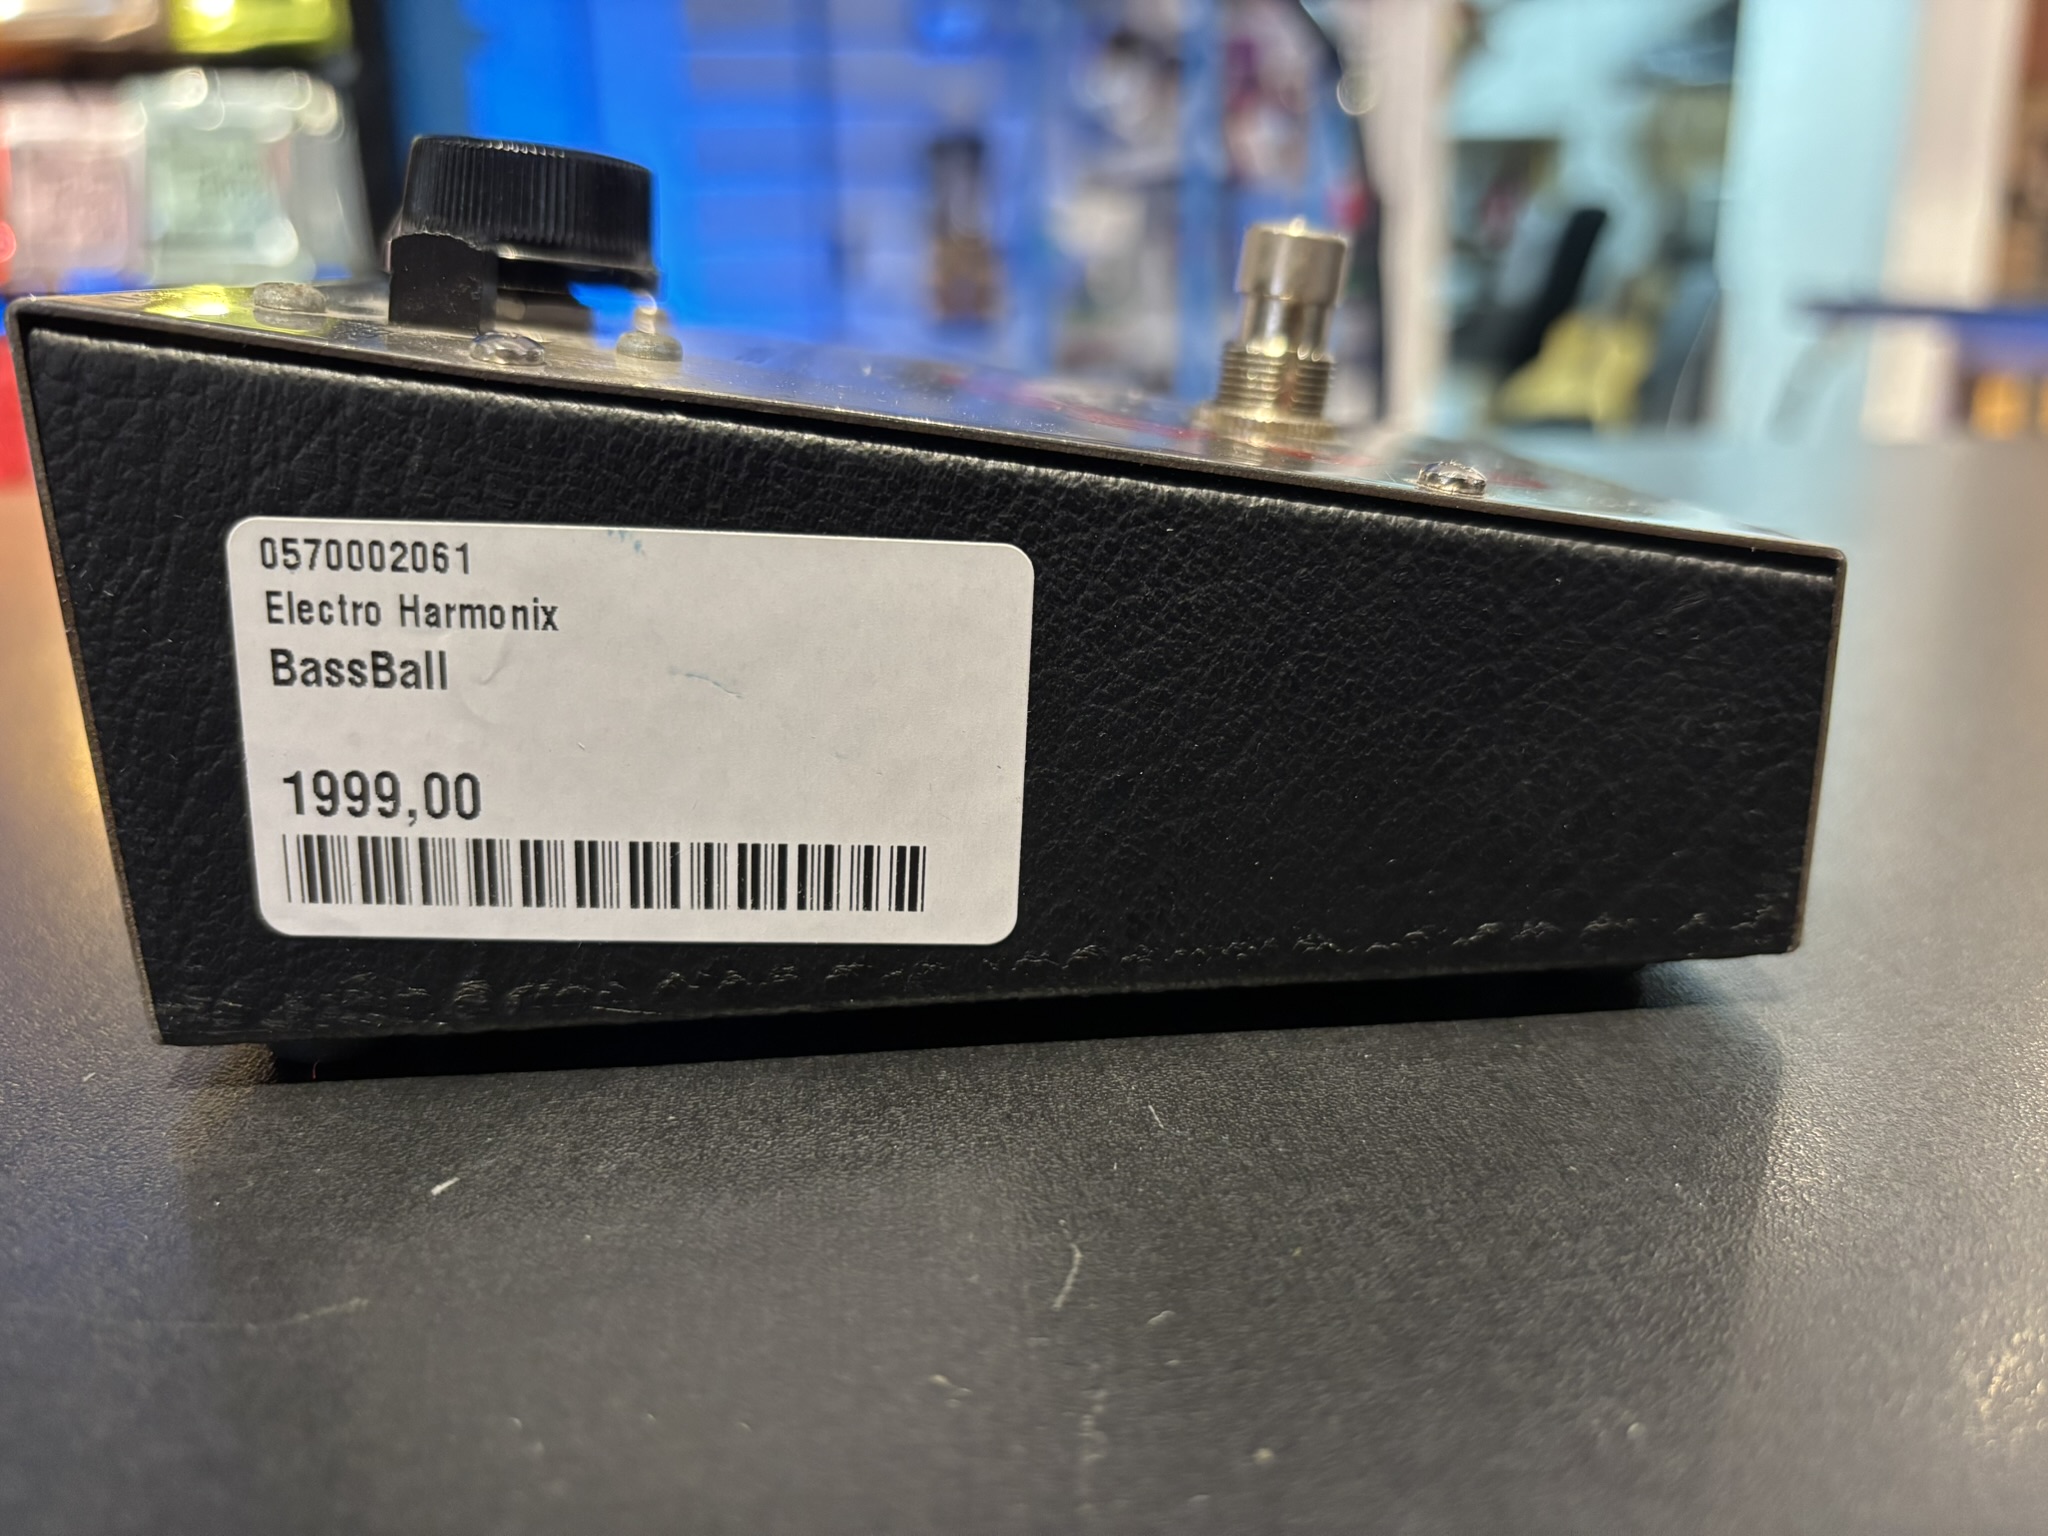 0570002061
Electro Harmonix
BassBall
1999,00